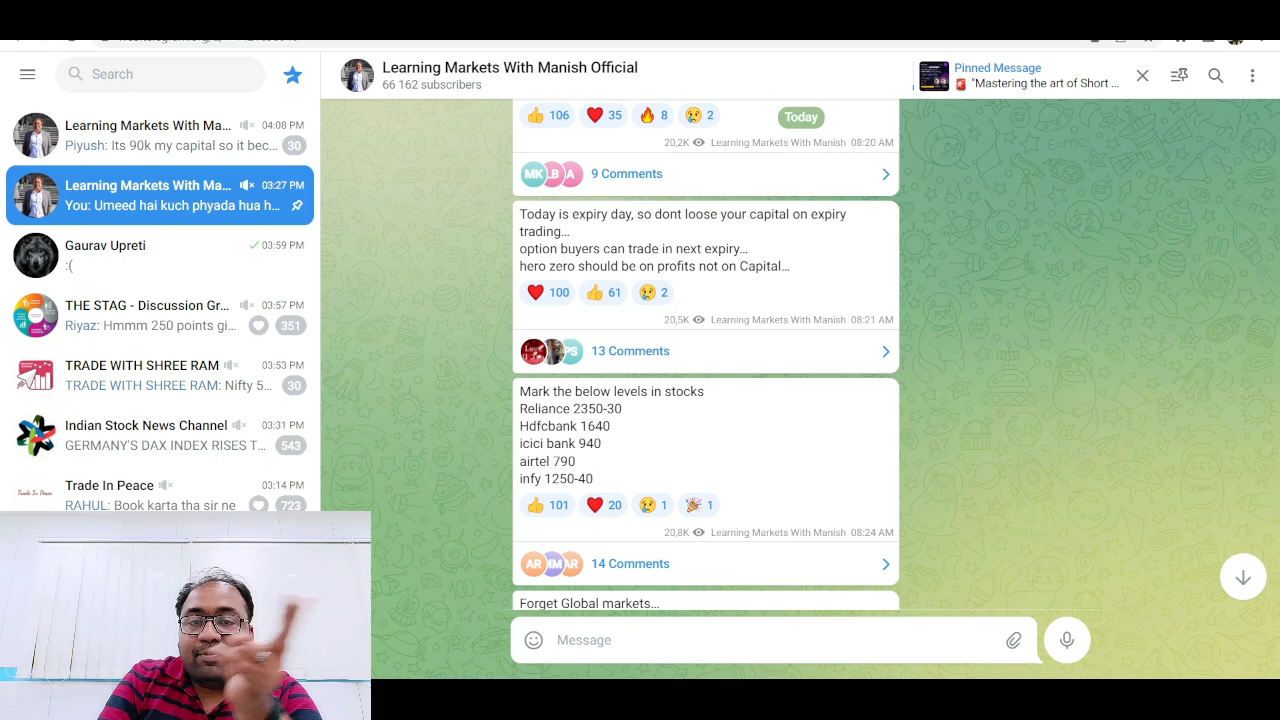 Search
Learning Markets With Ma... 04:08 PM
Piyush: Its 90k my capital so it bec... 30
Learning Markets With Ma... 03:27 PM
You: Umeed hai kuch phyada hua h...
Gaurav Upreti 03:59 PM
:(
THE STAG - Discussion Gr... 03:57 PM
Riyaz: Hmmm 250 points gi... 351
TRADE WITH SHREE RAM 03:53 PM
TRADE WITH SHREE RAM: Nifty 5... 30
Indian Stock News Channel 03:31 PM
GERMANY'S DAX INDEX RISES T... 543
Trade In Peace 03:14 PM
RAHUL: Book karta tha sir ne 723
Learning Markets With Manish Official
66 162 subscribers
Pinned Message
"Mastering the art of Short ...
106 35 8 2
Today
20,2K Learning Markets With Manish 08:20 AM
MK LB A 9 Comments
Today is expiry day, so dont loose your capital on expiry
trading...
option buyers can trade in next expiry...
hero zero should be on profits not on Capital...
100 61 2
20,5K Learning Markets With Manish 08:21 AM
PS 13 Comments
Mark the below levels in stocks
Reliance 2350-30
Hdfcbank 1640
icici bank 940
airtel 790
infy 1250-40
101 20 1 1
20,8K Learning Markets With Manish 08:24 AM
AR MM AR 14 Comments
Forget Global markets...
Message